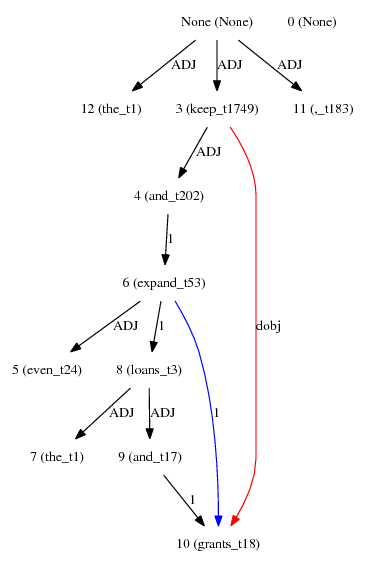 None (None) 0 (None)
ADJ ADJ ADJ
12 (the_t1) 3 (keep_t1749) 11 (,_t183)
ADJ
4 (and_t202)
1
6 (expand_t53)
dobj
ADJ 1
5 (even_t24) 8 (loans_t3)
ADJ ADJ 1
7 (the_t1) 9 (and_t17)
1
10 (grants_t18)